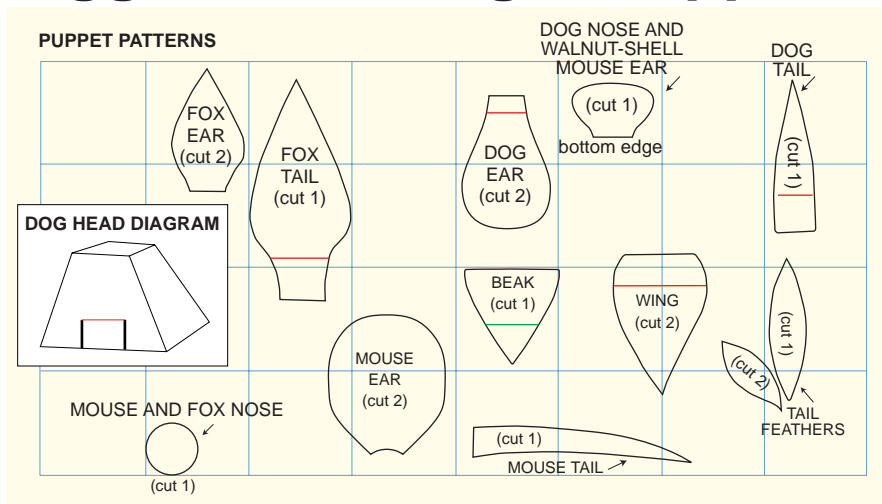 PUPPET PATTERNS
DOG NOSE AND
WALNUT-SHELL
MOUSE EAR
(cut 1)
bottom edge
DOG
TAIL
(cut 1)
FOX
EAR
(cut 2)
FOX
TAIL
(cut 1)
DOG
EAR
(cut 2)
DOG HEAD DIAGRAM
BEAK
(cut 1)
WING
(cut 2)
(cut 1)
(cut 2)
TAIL
FEATHERS
MOUSE
EAR
(cut 2)
MOUSE AND FOX NOSE
(cut 1)
(cut 1)
MOUSE TAIL